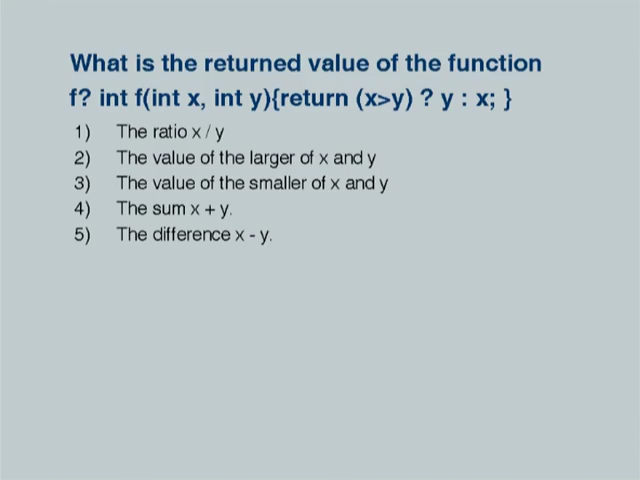 What is the returned value of the function
f? int f(int x, int y){return (x>y) ? y : x; }
1) The ratio x / y
2) The value of the larger of x and y
3) The value of the smaller of x and y
4) The sum x + y.
5) The difference x - y.